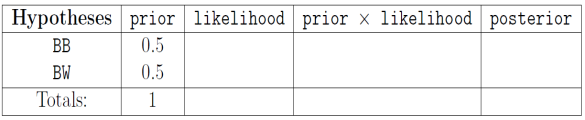 Hypotheses prior likelihood prior × likelihood posterior
BB 0.5
BW 0.5
Totals: 1